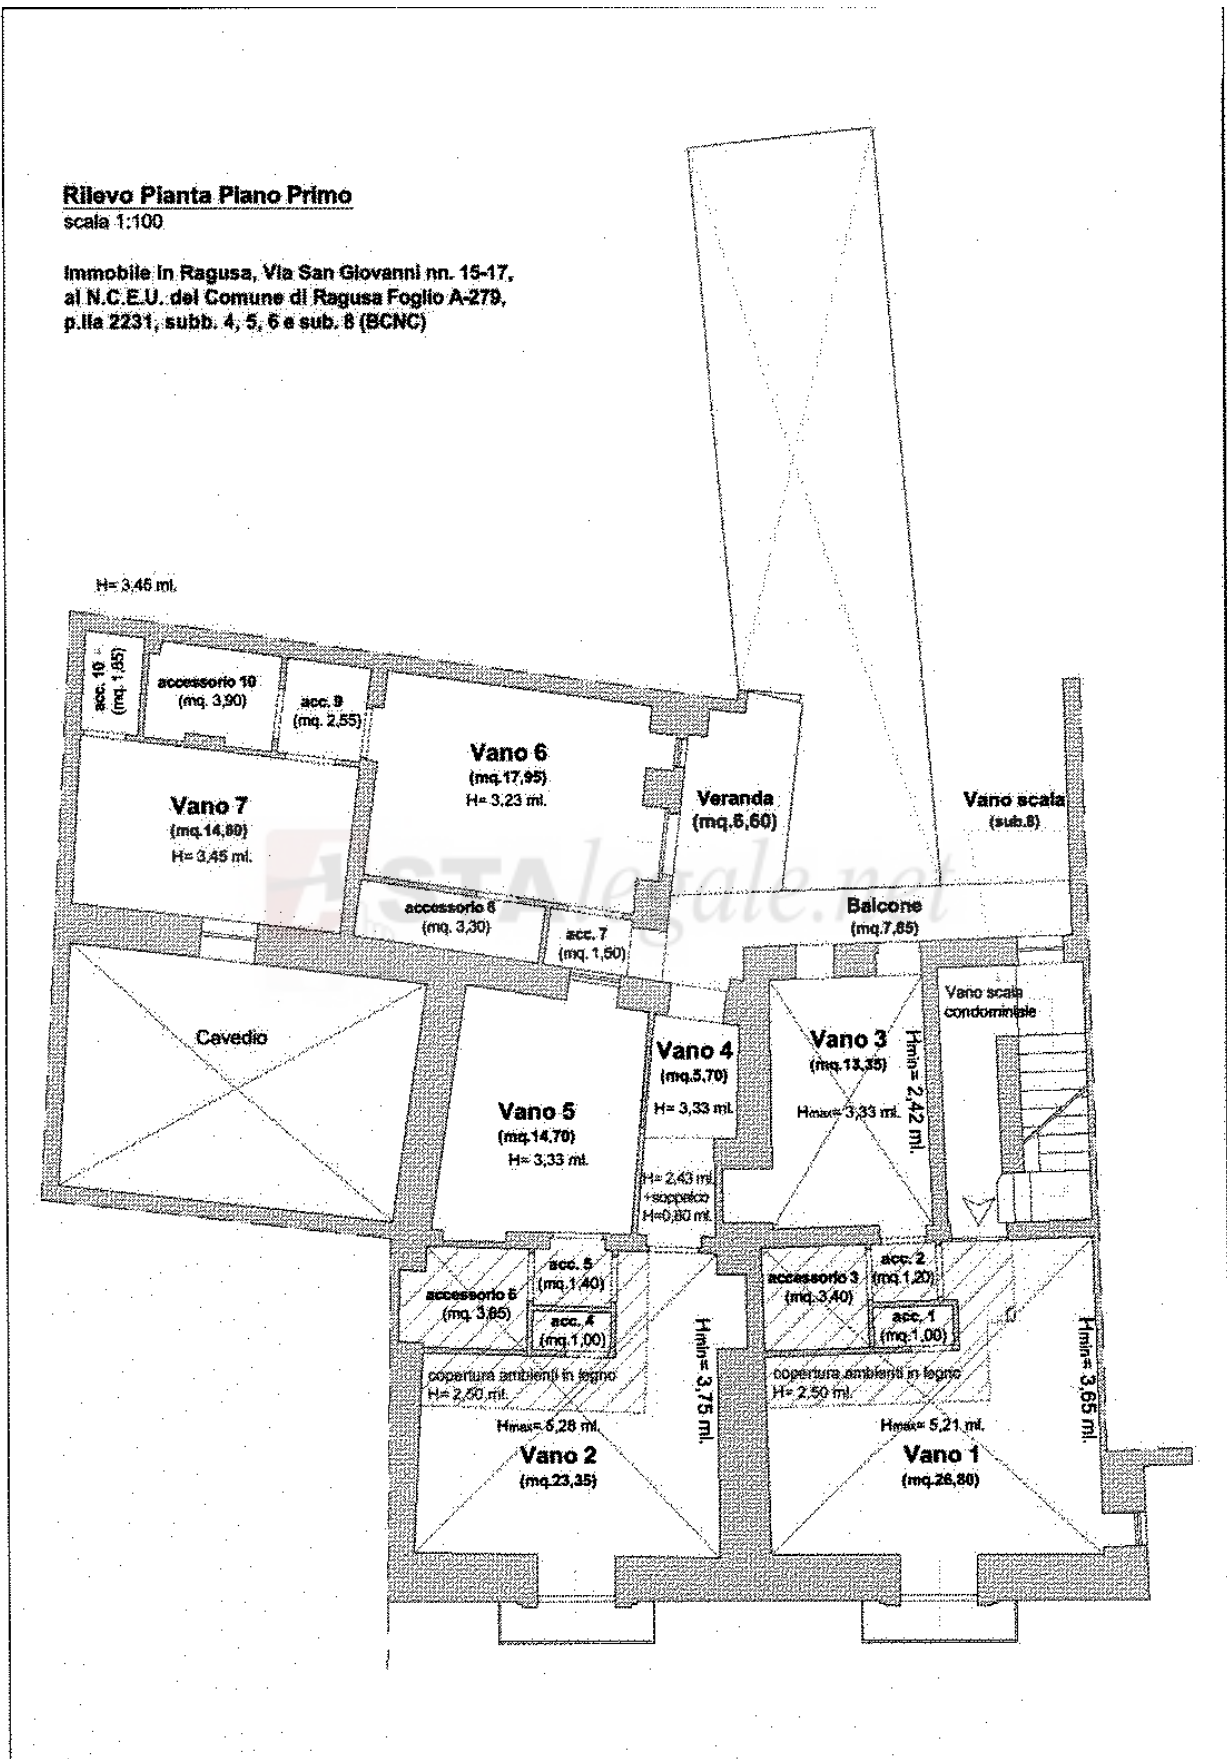 Rilevo Pianta Piano Primo
scala 1:100
Immobile in Ragusa, Via San Giovanni nn. 15-17,
al N.C.E.U. del Comune di Ragusa Foglio A-279,
p.lla 2231, subb. 4, 5, 6 e sub. 8 (BCNC)
H= 3,45 ml.
acc. 10
(mq. 1,85)
accessorio 10
(mq. 3,90)
acc. 9
(mq. 2,55)
Vano 6
(mq.17,95)
H= 3,23 ml.
Vano 7
(mq.14,80)
H= 3,45 ml.
Veranda
(mq.6,60)
Vano scala
(sub.8)
ASTAlegale.net
accessorio 8
(mq. 3,30)
acc. 7
(mq. 1,50)
Balcone
(mq.7,85)
Vano scala
condominiale
Cavedio
Vano 5
(mq.14,70)
H= 3,33 ml.
Vano 4
(mq.5,70)
H= 3,33 ml.
H= 2,43 ml.
+soppalco
H=0,80 ml.
Vano 3
(mq.13,35)
Hmax= 3,33 ml.
Hmin= 2,42 ml.
accessorio 6
(mq. 3,85)
acc. 5
(mq.1,40)
acc. 4
(mq.1,00)
accessorio 3
(mq. 3,40)
acc. 2
(mq.1,20)
acc. 1
(mq.1,00)
copertura ambienti in legno
H= 2,50 ml.
Hmin= 3,75 ml.
Hmax= 5,28 ml.
Vano 2
(mq.23,35)
copertura ambienti in legno
H= 2,50 ml.
Hmin= 3,65 ml.
Hmax= 5,21 ml.
Vano 1
(mq.26,80)